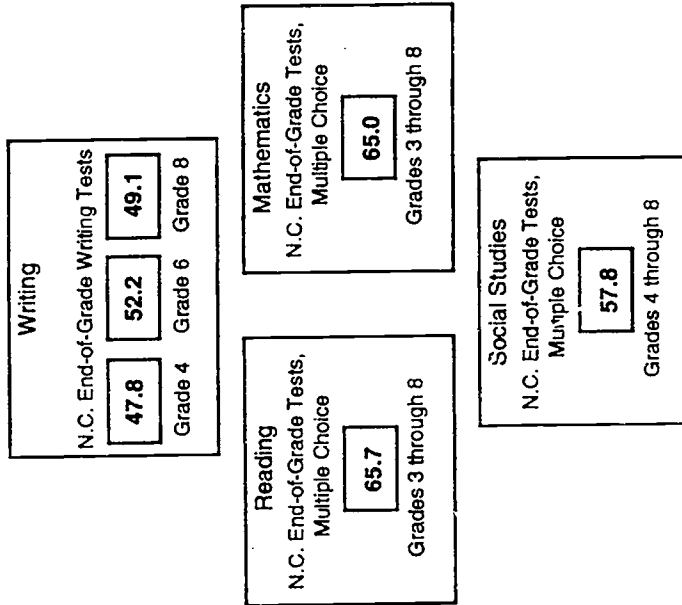 Writing
N.C. End-of-Grade Writing Tests
47.8 52.2 49.1
Grade 4 Grade 6 Grade 8
Reading
N.C. End-of-Grade Tests,
Multiple Choice
65.7
Grades 3 through 8
Mathematics
N.C. End-of-Grade Tests,
Multiple Choice
65.0
Grades 3 through 8
Social Studies
N.C. End-of-Grade Tests,
Multiple Choice
57.8
Grades 4 through 8